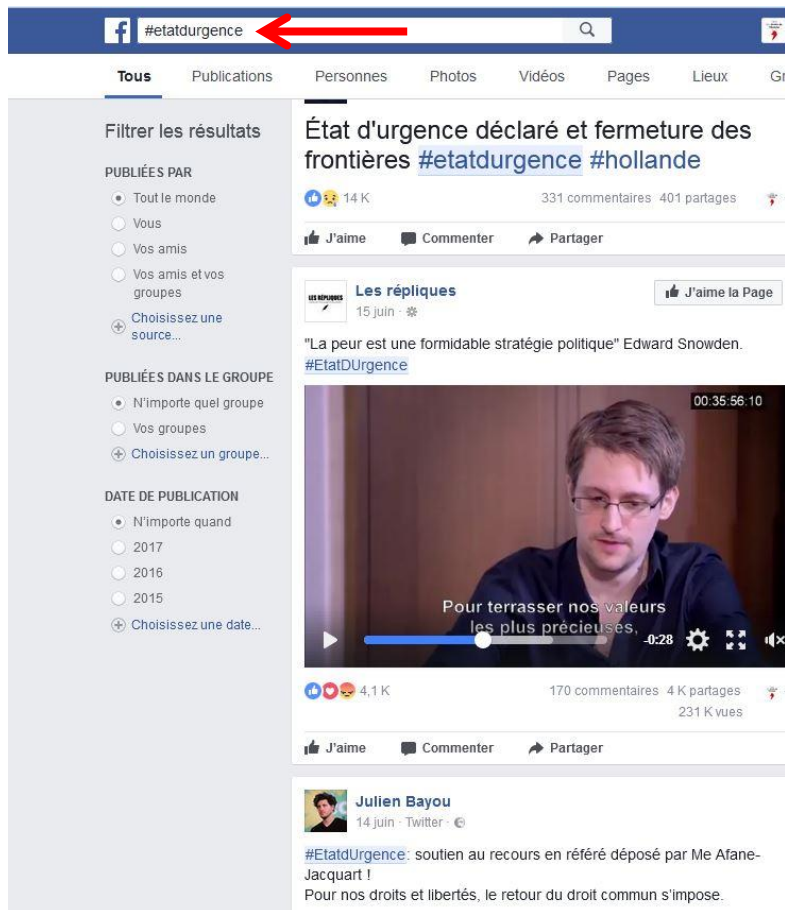 #etatdurgence
Tous Publications Personnes Photos Vidéos Pages Lieux Gr
Filtrer les résultats
PUBLIÉES PAR
Tout le monde
Vous
Vos amis
Vos amis et vos
groupes
Choisissez une
source...
PUBLIÉES DANS LE GROUPE
N'importe quel groupe
Vos groupes
Choisissez un groupe...
DATE DE PUBLICATION
N'importe quand
2017
2016
2015
Choisissez une date...
État d'urgence déclaré et fermeture des
frontières #etatdurgence #hollande
14 K 331 commentaires 401 partages
J'aime Commenter Partager
LES RÉPLIQUES
Les répliques
J'aime la Page
15 juin ·
"La peur est une formidable stratégie politique" Edward Snowden.
#EtatDUrgence
00:35:56:10
Pour terrasser nos valeurs
les plus précieuses,
-0:28
4,1 K 170 commentaires 4 K partages
231 K vues
J'aime Commenter Partager
Julien Bayou
14 juin · Twitter ·
#EtatdUrgence: soutien au recours en référé déposé par Me Afane-
Jacquart !
Pour nos droits et libertés, le retour du droit commun s'impose.